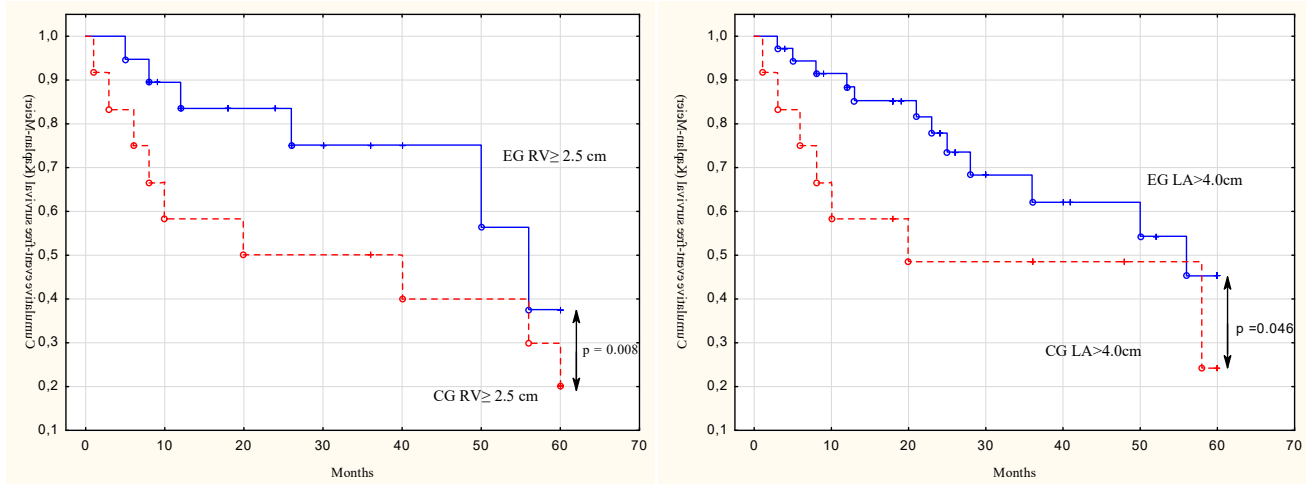 Cumulative event-free survival (Kaplan-Meier)
1,0
0,9
0,8
0,7
0,6
0,5
0,4
0,3
0,2
0,1
EG RV≥ 2.5 cm
p = 0.008
CG RV≥ 2.5 cm
0 10 20 30 40 50 60 70
Months
Cumulative event-free survival (Kaplan-Meier)
1,0
0,9
0,8
0,7
0,6
0,5
0,4
0,3
0,2
0,1
EG LA>4.0cm
p =0.046
CG LA>4.0cm
0 10 20 30 40 50 60 70
Months